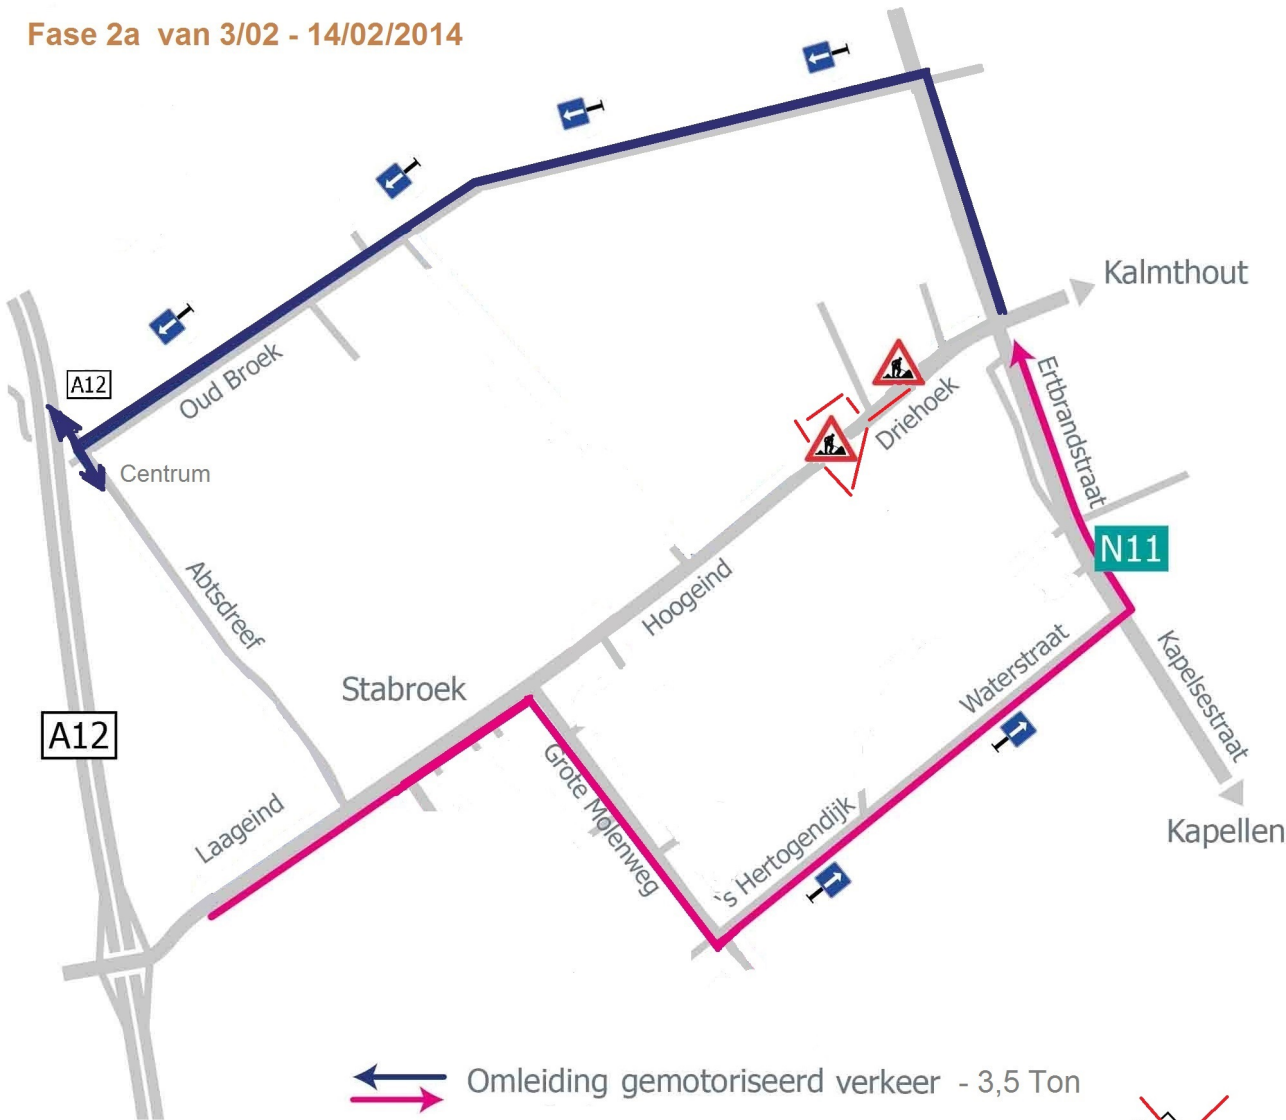 Fase 2a van 3/02 - 14/02/2014
Kalmthout
A12
Oud Broek
Ertbrandstraat
Driehoek
Centrum
N11
Abtsdreef
Hoogeind
Stabroek
Waterstraat
Kapelsestraat
A12
Grote Molenweg
Laageind
`s Hertogendijk
Kapellen
Omleiding gemotoriseerd verkeer - 3,5 Ton